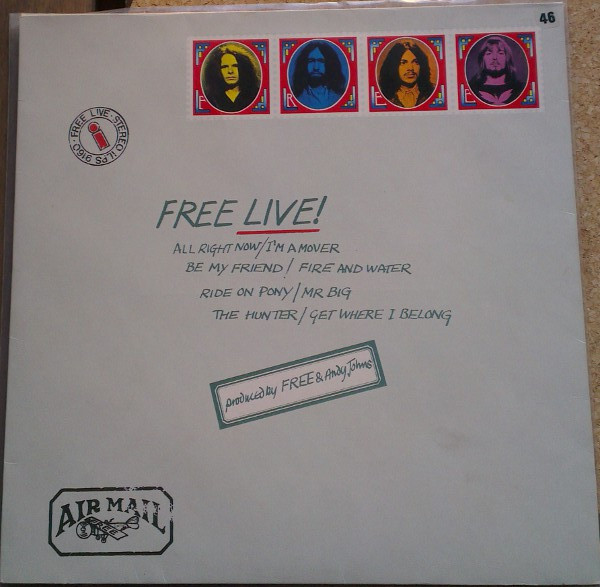 46
F R E E
FREE LIVE · STEREO ILPS 9160 ·
i
FREE LIVE!
ALL RIGHT NOW/I'M A MOVER
BE MY FRIEND/FIRE AND WATER
RIDE ON PONY/MR BIG
THE HUNTER/GET WHERE I BELONG
produced by FREE & Andy Johns
AIR MAIL